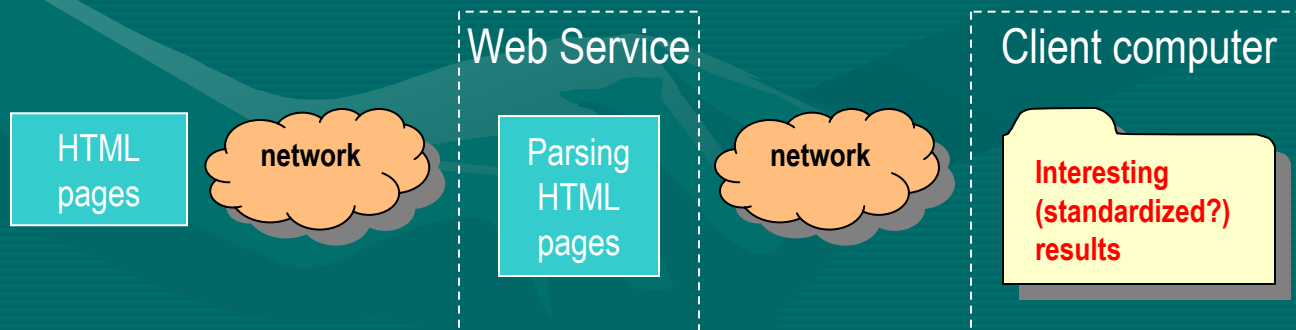 Web Service
Client computer
HTML
pages
network
Parsing
HTML
pages
network
Interesting
(standardized?)
results